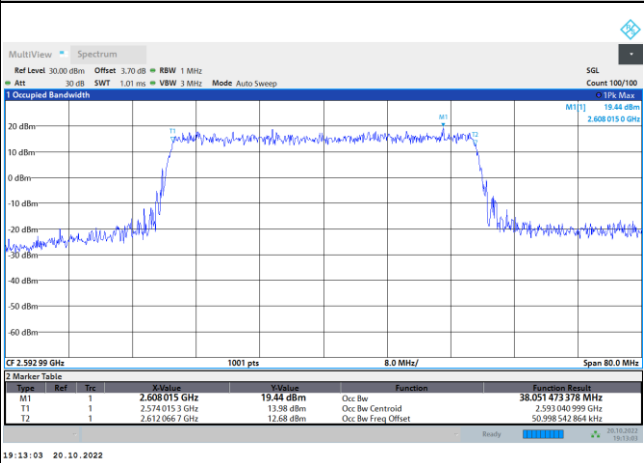 MultiView Spectrum
Ref Level 30.00 dBm Offset 3.70 dB RBW 1 MHz SGL
Att 30 dB SWT 1.01 ms VBW 3 MHz Mode Auto Sweep Count 100/100
1 Occupied Bandwidth 1Pk Max
M1[1] 19.44 dBm
2.608 015 0 GHz
M1
T1 T2
20 dBm
10 dBm
0 dBm
-10 dBm
-20 dBm
-30 dBm
-40 dBm
-50 dBm
-60 dBm
CF 2.592 99 GHz 1001 pts 8.0 MHz/ Span 80.0 MHz
2 Marker Table
Type Ref Trc X-Value Y-Value Function Function Result
M1 1 2.608 015 GHz 19.44 dBm Occ Bw 38.051 473 378 MHz
T1 1 2.574 015 3 GHz 13.98 dBm Occ Bw Centroid 2.593 040 999 GHz
T2 1 2.612 066 7 GHz 12.68 dBm Occ Bw Freq Offset 50.998 542 864 kHz
Ready 20.10.2022
19:13:03
19:13:03 20.10.2022